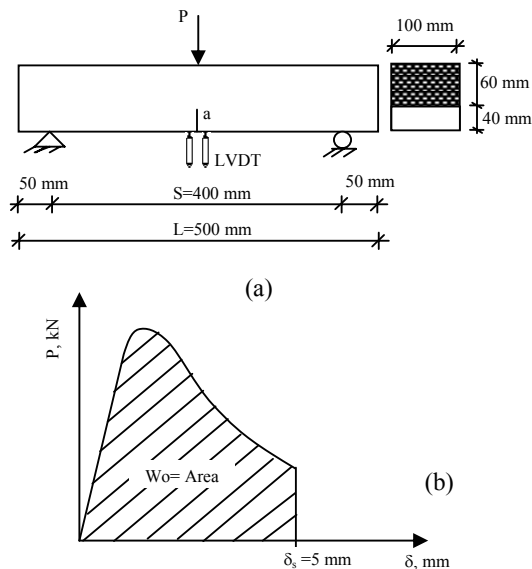 100 mm
P
60 mm
a
40 mm
LVDT
50 mm
S=400 mm
50 mm
L=500 mm
(a)
P, kN
Wo= Area
(b)
δs =5 mm
δ, mm